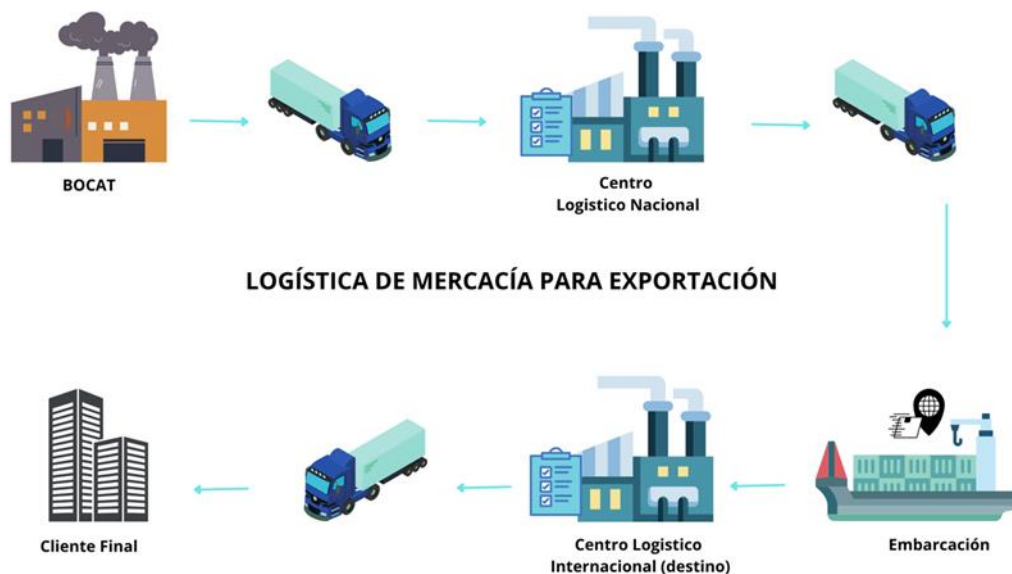 BOCAT
Centro
Logistico Nacional
LOGÍSTICA DE MERCACÍA PARA EXPORTACIÓN
Cliente Final
Centro Logistico
Internacional (destino)
Embarcación